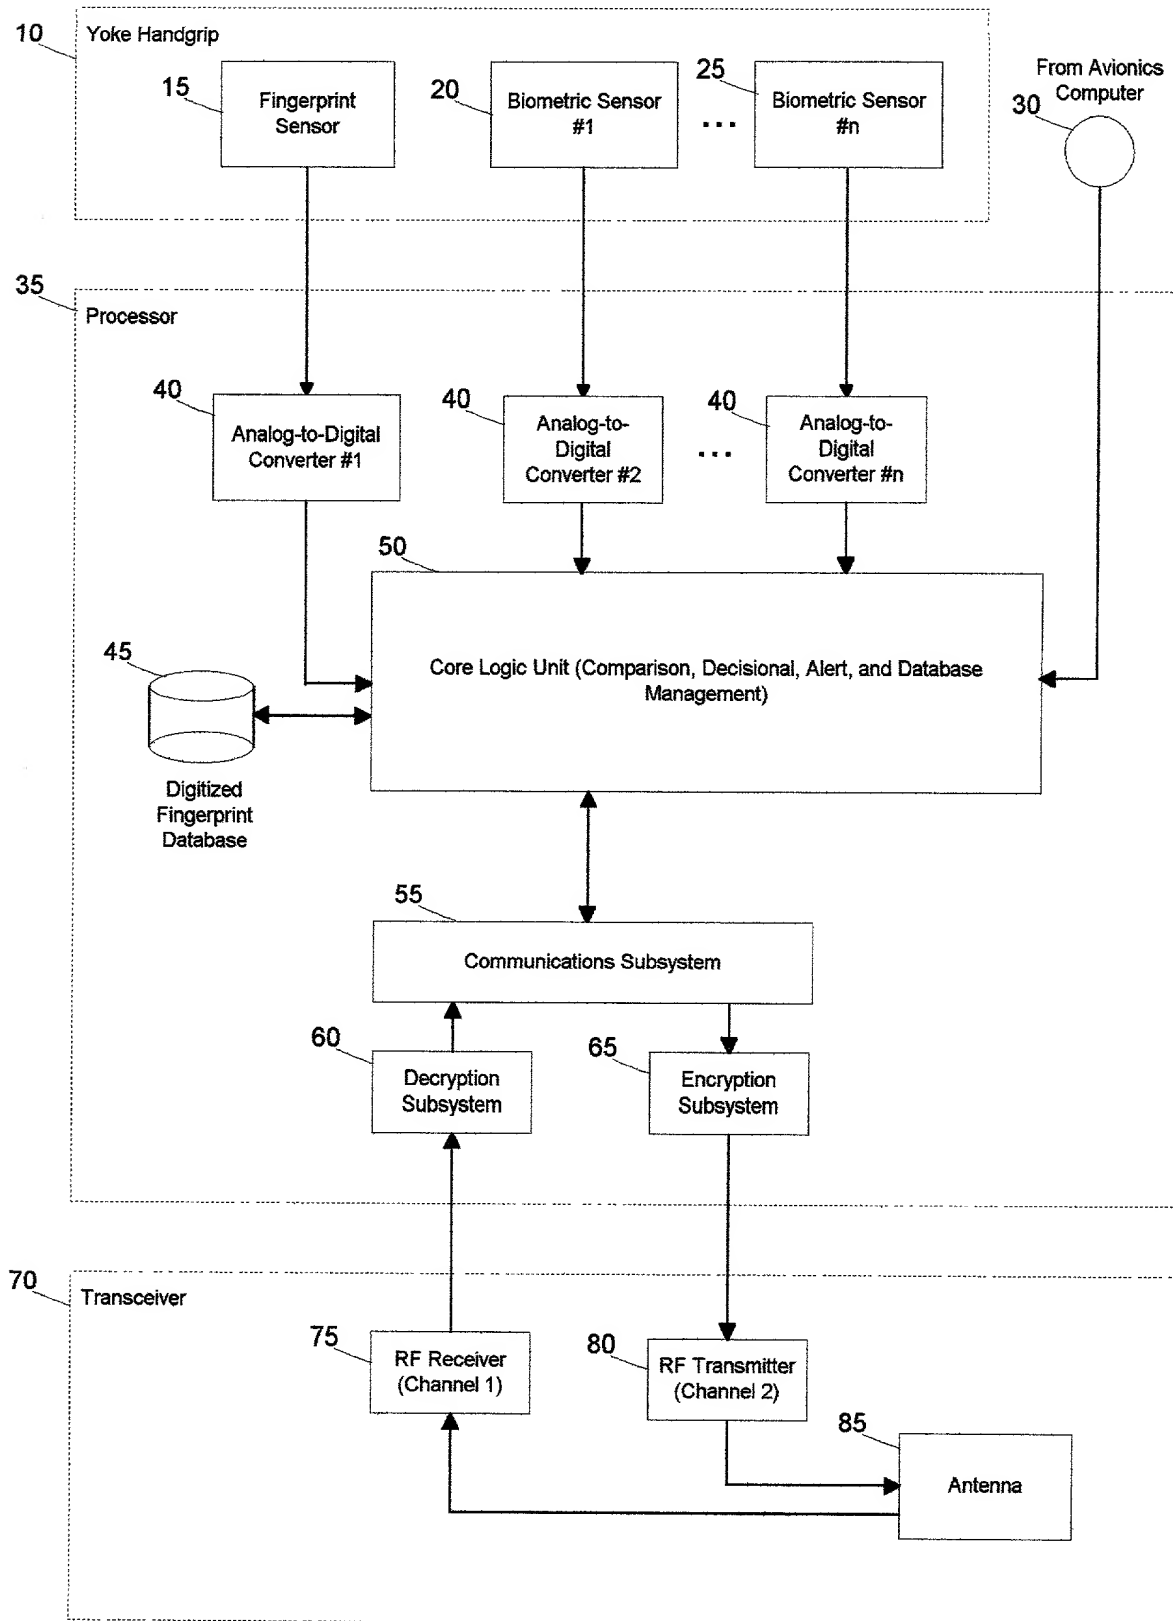 10
Yoke Handgrip
15
Fingerprint
Sensor
20
Biometric Sensor
#1
...
25
Biometric Sensor
#n
From Avionics
Computer
30
35
Processor
40
Analog-to-Digital
Converter #1
40
Analog-to-
Digital
Converter #2
...
40
Analog-to-
Digital
Converter #n
50
Core Logic Unit (Comparison, Decisional, Alert, and Database
Management)
45
Digitized
Fingerprint
Database
55
Communications Subsystem
60
Decryption
Subsystem
65
Encryption
Subsystem
70
Transceiver
75
RF Receiver
(Channel 1)
80
RF Transmitter
(Channel 2)
85
Antenna